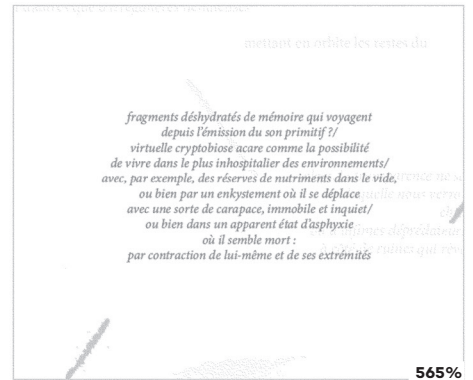 mettant en orbite les restes du
fragments déshydratés de mémoire qui voyagent
depuis l'émission du son primitif ?/
virtuelle cryptobiose acare comme la possibilité
de vivre dans le plus inhospitalier des environnements/
avec, par exemple, des réserves de nutriments dans le vide,
ou bien par un enkystement où il se déplace
avec une sorte de carapace, immobile et inquiet/
ou bien dans un apparent état d'asphyxie
où il semble mort :
par contraction de lui-même et de ses extrémités
565%